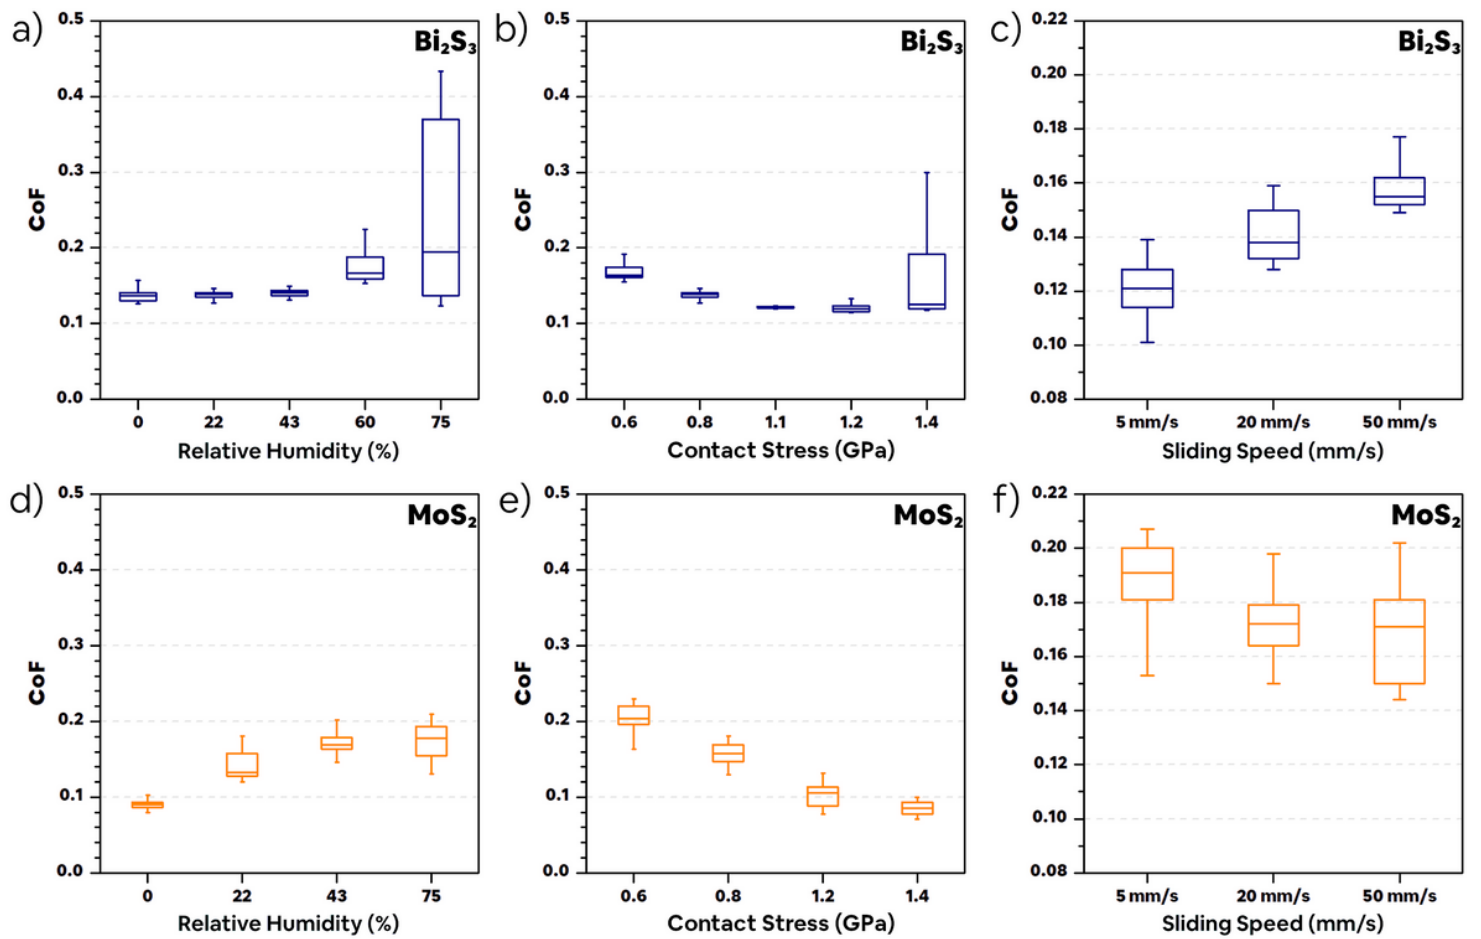 a)
Bi₂S₃
0.5
0.4
0.3
0.2
0.1
0.0
CoF
0 22 43 60 75
Relative Humidity (%)
b)
Bi₂S₃
0.5
0.4
0.3
0.2
0.1
0.0
CoF
0.6 0.8 1.1 1.2 1.4
Contact Stress (GPa)
c)
Bi₂S₃
0.22
0.20
0.18
0.16
0.14
0.12
0.10
0.08
CoF
5 mm/s 20 mm/s 50 mm/s
Sliding Speed (mm/s)
d)
MoS₂
0.5
0.4
0.3
0.2
0.1
0.0
CoF
0 22 43 75
Relative Humidity (%)
e)
MoS₂
0.5
0.4
0.3
0.2
0.1
0.0
CoF
0.6 0.8 1.2 1.4
Contact Stress (GPa)
f)
MoS₂
0.22
0.20
0.18
0.16
0.14
0.12
0.10
0.08
CoF
5 mm/s 20 mm/s 50 mm/s
Sliding Speed (mm/s)